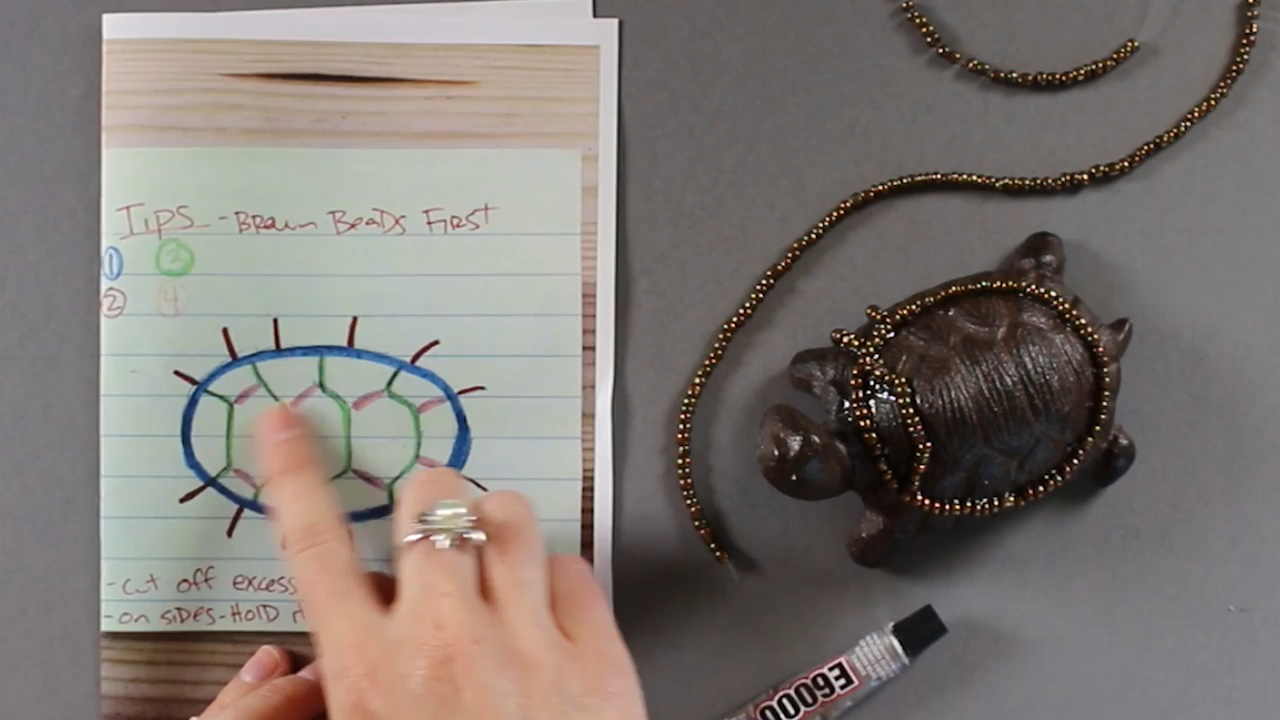 TIPS - BROWN BEADS FIRST
1 3
2 4
- CUT OFF EXCESS
- ON SIDES - HOLD
E6000